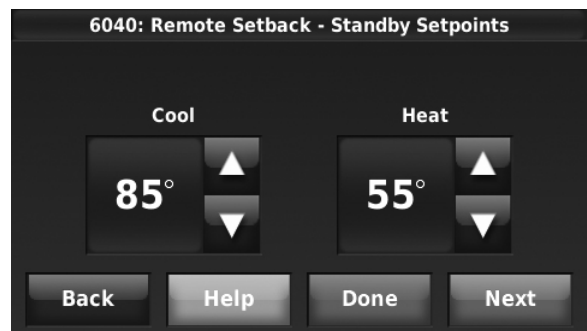 6040: Remote Setback - Standby Setpoints
Cool Heat
85° 55°
Back Help Done Next